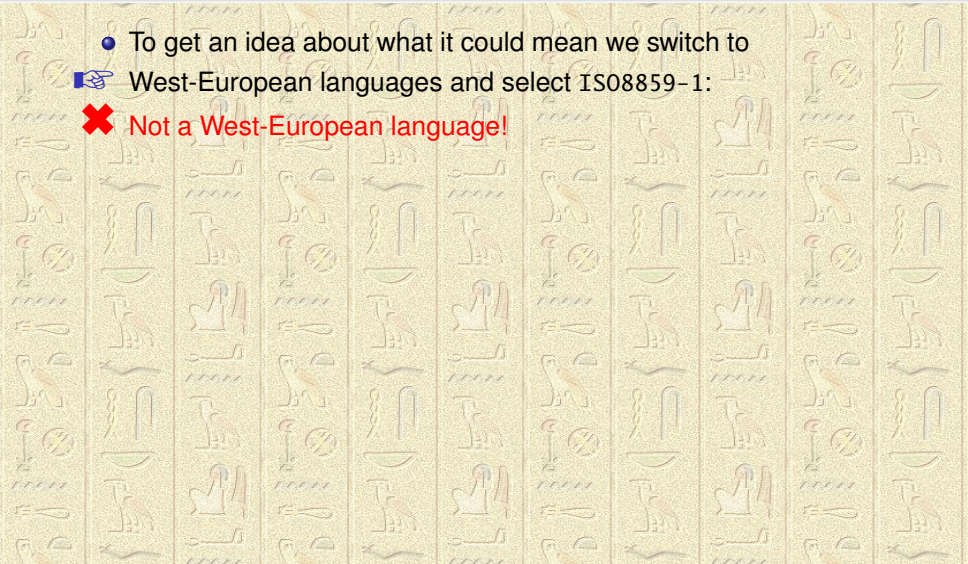 To get an idea about what it could mean we switch to
West-European languages and select ISO8859-1:
Not a West-European language!